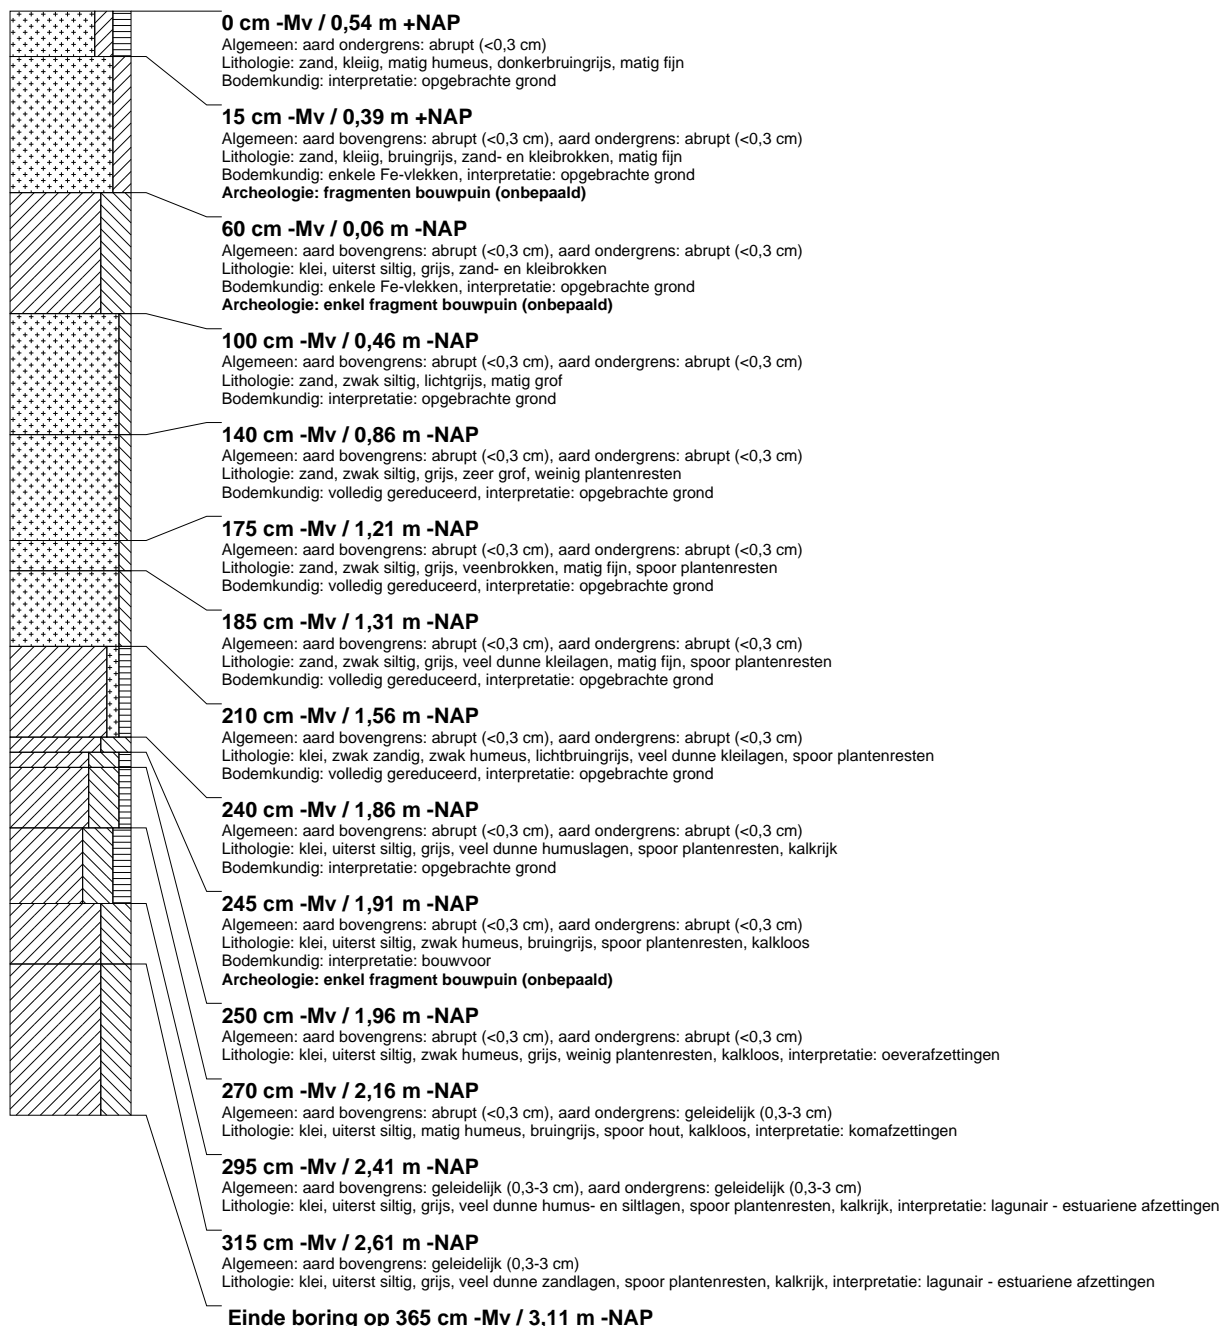 0 cm -Mv / 0,54 m +NAP
Algemeen: aard ondergrens: abrupt (<0,3 cm)
Lithologie: zand, kleiig, matig humeus, donkerbruingrijs, matig fijn
Bodemkundig: interpretatie: opgebrachte grond
15 cm -Mv / 0,39 m +NAP
Algemeen: aard bovengrens: abrupt (<0,3 cm), aard ondergrens: abrupt (<0,3 cm)
Lithologie: zand, kleiig, bruingrijs, zand- en kleibrokken, matig fijn
Bodemkundig: enkele Fe-vlekken, interpretatie: opgebrachte grond
Archeologie: fragmenten bouwpuin (onbepaald)
60 cm -Mv / 0,06 m -NAP
Algemeen: aard bovengrens: abrupt (<0,3 cm), aard ondergrens: abrupt (<0,3 cm)
Lithologie: klei, uiterst siltig, grijs, zand- en kleibrokken
Bodemkundig: enkele Fe-vlekken, interpretatie: opgebrachte grond
Archeologie: enkel fragment bouwpuin (onbepaald)
100 cm -Mv / 0,46 m -NAP
Algemeen: aard bovengrens: abrupt (<0,3 cm), aard ondergrens: abrupt (<0,3 cm)
Lithologie: zand, zwak siltig, lichtgrijs, matig grof
Bodemkundig: interpretatie: opgebrachte grond
140 cm -Mv / 0,86 m -NAP
Algemeen: aard bovengrens: abrupt (<0,3 cm), aard ondergrens: abrupt (<0,3 cm)
Lithologie: zand, zwak siltig, grijs, zeer grof, weinig plantenresten
Bodemkundig: volledig gereduceerd, interpretatie: opgebrachte grond
175 cm -Mv / 1,21 m -NAP
Algemeen: aard bovengrens: abrupt (<0,3 cm), aard ondergrens: abrupt (<0,3 cm)
Lithologie: zand, zwak siltig, grijs, veenbrokken, matig fijn, spoor plantenresten
Bodemkundig: volledig gereduceerd, interpretatie: opgebrachte grond
185 cm -Mv / 1,31 m -NAP
Algemeen: aard bovengrens: abrupt (<0,3 cm), aard ondergrens: abrupt (<0,3 cm)
Lithologie: zand, zwak siltig, grijs, veel dunne kleilagen, matig fijn, spoor plantenresten
Bodemkundig: volledig gereduceerd, interpretatie: opgebrachte grond
210 cm -Mv / 1,56 m -NAP
Algemeen: aard bovengrens: abrupt (<0,3 cm), aard ondergrens: abrupt (<0,3 cm)
Lithologie: klei, zwak zandig, zwak humeus, lichtbruingrijs, veel dunne kleilagen, spoor plantenresten
Bodemkundig: volledig gereduceerd, interpretatie: opgebrachte grond
240 cm -Mv / 1,86 m -NAP
Algemeen: aard bovengrens: abrupt (<0,3 cm), aard ondergrens: abrupt (<0,3 cm)
Lithologie: klei, uiterst siltig, grijs, veel dunne humuslagen, spoor plantenresten, kalkrijk
Bodemkundig: interpretatie: opgebrachte grond
245 cm -Mv / 1,91 m -NAP
Algemeen: aard bovengrens: abrupt (<0,3 cm), aard ondergrens: abrupt (<0,3 cm)
Lithologie: klei, uiterst siltig, zwak humeus, bruingrijs, spoor plantenresten, kalkloos
Bodemkundig: interpretatie: bouwvoor
Archeologie: enkel fragment bouwpuin (onbepaald)
250 cm -Mv / 1,96 m -NAP
Algemeen: aard bovengrens: abrupt (<0,3 cm), aard ondergrens: abrupt (<0,3 cm)
Lithologie: klei, uiterst siltig, zwak humeus, grijs, weinig plantenresten, kalkloos, interpretatie: oeverafzettingen
270 cm -Mv / 2,16 m -NAP
Algemeen: aard bovengrens: abrupt (<0,3 cm), aard ondergrens: geleidelijk (0,3-3 cm)
Lithologie: klei, uiterst siltig, matig humeus, bruingrijs, spoor hout, kalkloos, interpretatie: komafzettingen
295 cm -Mv / 2,41 m -NAP
Algemeen: aard bovengrens: geleidelijk (0,3-3 cm), aard ondergrens: geleidelijk (0,3-3 cm)
Lithologie: klei, uiterst siltig, grijs, veel dunne humus- en siltlagen, spoor plantenresten, kalkrijk, interpretatie: lagunair - estuariene afzettingen
315 cm -Mv / 2,61 m -NAP
Algemeen: aard bovengrens: geleidelijk (0,3-3 cm)
Lithologie: klei, uiterst siltig, grijs, veel dunne zandlagen, spoor plantenresten, kalkrijk, interpretatie: lagunair - estuariene afzettingen
Einde boring op 365 cm -Mv / 3,11 m -NAP